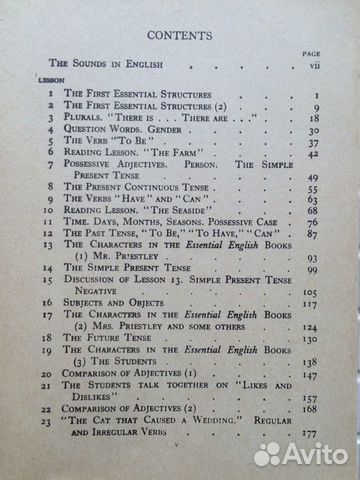 CONTENTS
PAGE
THE SOUNDS IN ENGLISH . . . . . vii
LESSON
1 THE FIRST ESSENTIAL STRUCTURES . . . 1
2 THE FIRST ESSENTIAL STRUCTURES (2) . . 9
3 PLURALS. "THERE IS . . . THERE ARE . . ." . 18
4 QUESTION WORDS. GENDER . . . . 30
5 THE VERB "TO BE" . . . . . 37
6 READING LESSON. "THE FARM" . . . . 42
7 POSSESSIVE ADJECTIVES. PERSON. THE SIMPLE
PRESENT TENSE . . . . . 49
8 THE PRESENT CONTINUOUS TENSE . . . . 55
9 THE VERBS "HAVE" AND "CAN" . . . . 63
10 READING LESSON. "THE SEASIDE" . . . 68
11 TIME. DAYS, MONTHS, SEASONS. POSSESSIVE CASE 76
12 THE PAST TENSE, "TO BE," "TO HAVE," "CAN" . 87
13 THE CHARACTERS IN THE Essential English BOOKS
(1) MR. PRIESTLEY . . . . . 93
14 THE SIMPLE PRESENT TENSE . . . . 99
15 DISCUSSION OF LESSON 13. SIMPLE PRESENT TENSE
NEGATIVE . . . . . . 105
16 SUBJECTS AND OBJECTS . . . . . 117
17 THE CHARACTERS IN THE Essential English BOOKS
(2) MRS. PRIESTLEY AND SOME OTHERS . . 124
18 THE FUTURE TENSE . . . . . 130
19 THE CHARACTERS IN THE Essential English BOOKS
(3) THE STUDENTS . . . . . 138
20 COMPARISON OF ADJECTIVES (1) . . . . 147
21 THE STUDENTS TALK TOGETHER ON "LIKES AND
DISLIKES" . . . . . . 157
22 COMPARISON OF ADJECTIVES (2) . . . . 168
23 "THE CAT THAT CAUSED A WEDDING." REGULAR
AND IRREGULAR VERBS . . . . . 177
v
Avito